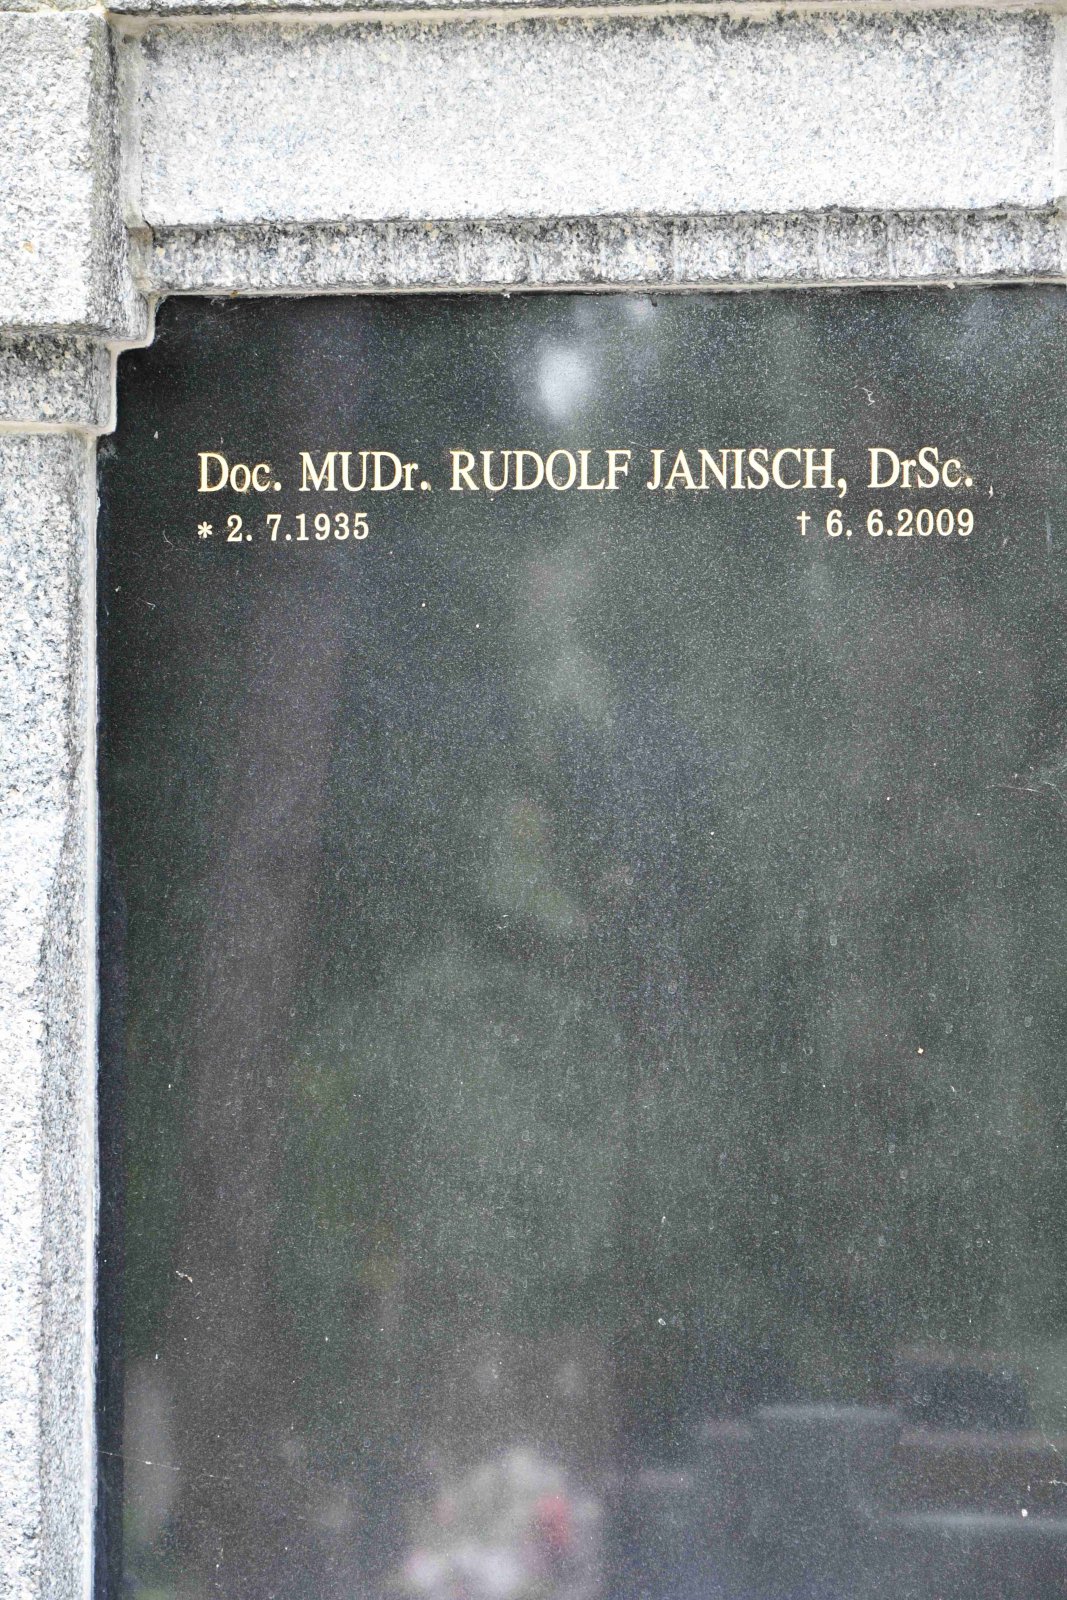 Doc. MUDr. RUDOLF JANISCH, DrSc.
* 2. 7.1935 † 6. 6.2009